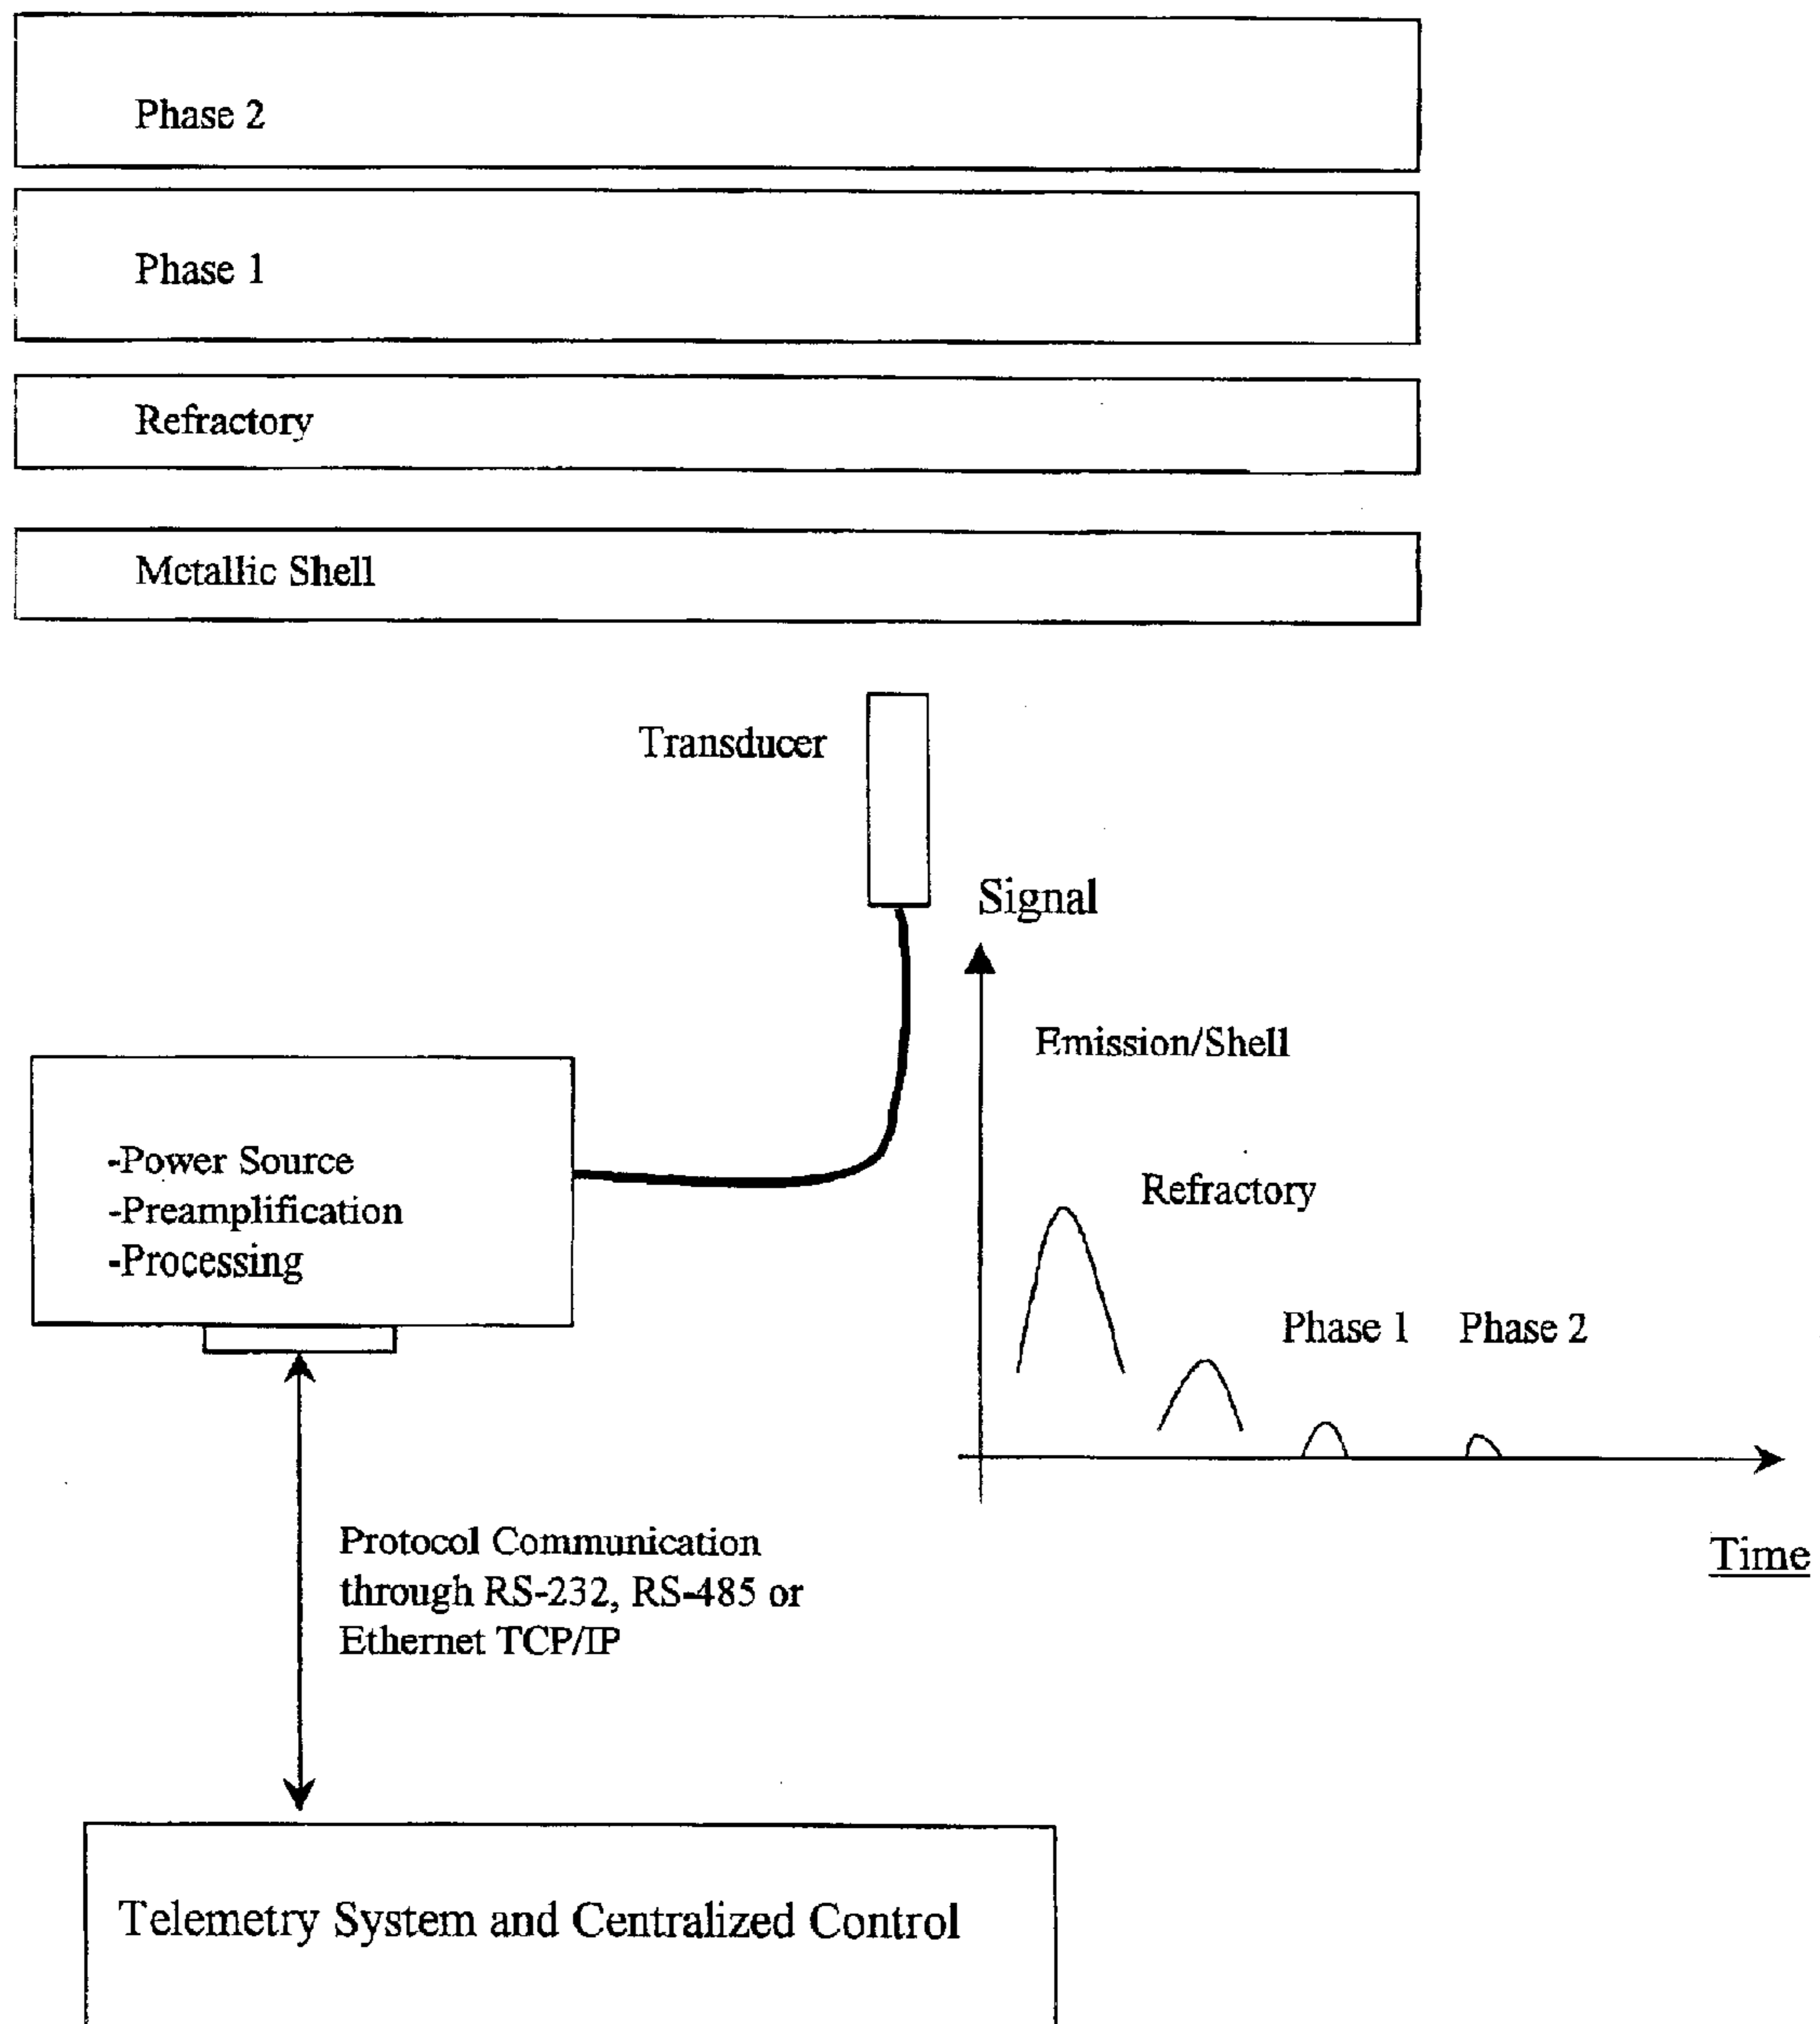 Phase 2
Phase 1
Refractory
Metallic Shell
Transducer
Signal
Emission/Shell
-Power Source
-Preamplification
-Processing
Refractory
Phase 1
Phase 2
Protocol Communication
through RS-232, RS-485 or
Ethernet TCP/IP
Time
Telemetry System and Centralized Control